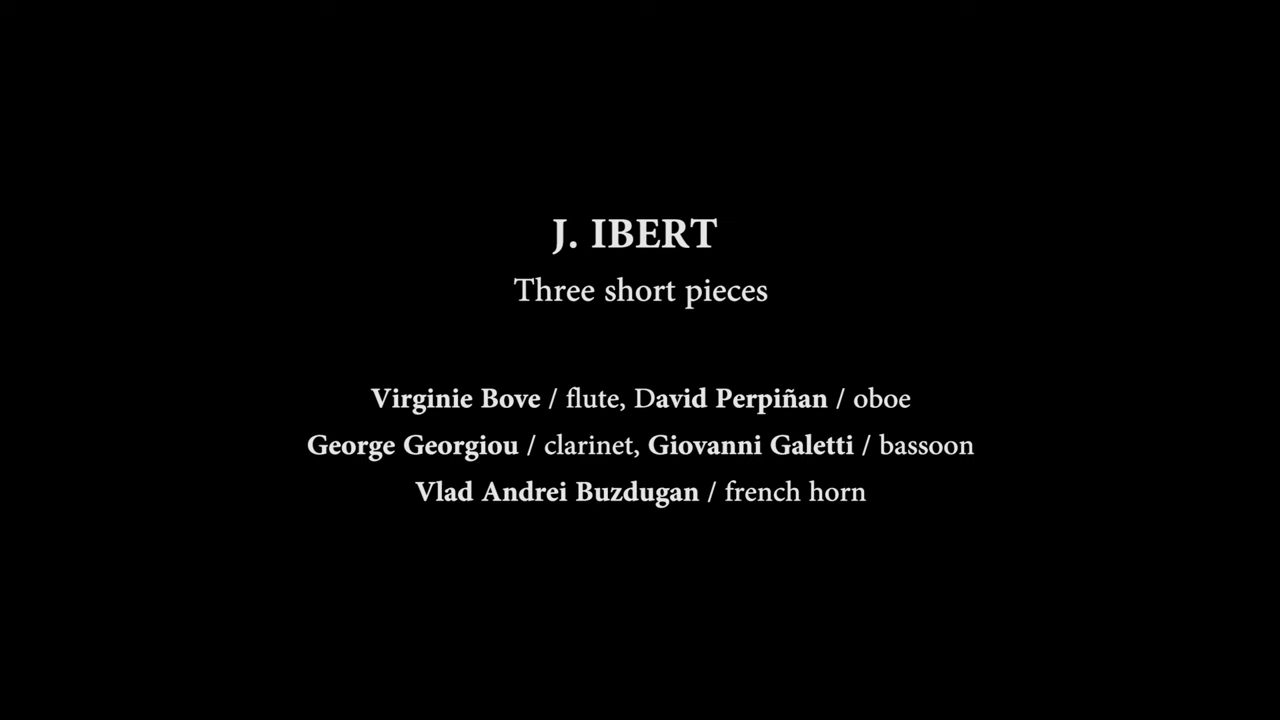 J. IBERT
Three short pieces
Virginie Bove / flute, David Perpiñan / oboe
George Georgiou / clarinet, Giovanni Galetti / bassoon
Vlad Andrei Buzdugan / french horn